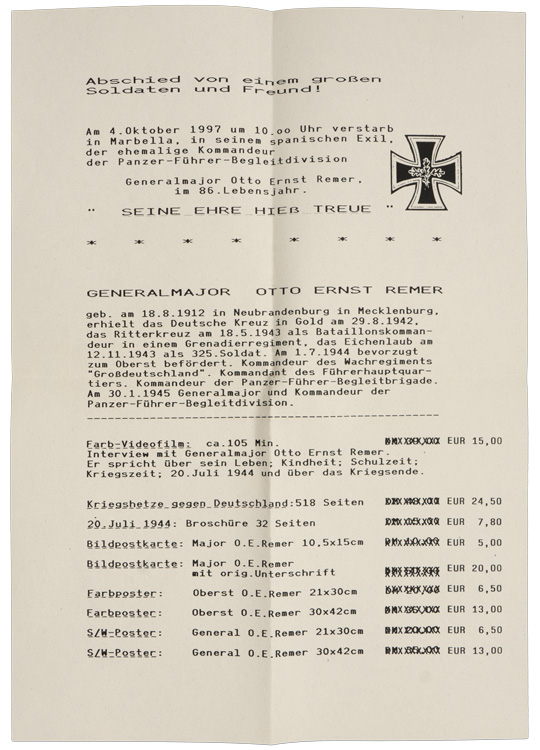 Abschied von einem großen
Soldaten und Freund!
Am 4.Oktober 1997 um 10.oo Uhr verstarb
in Marbella, in seinem spanischen Exil,
der ehemalige Kommandeur
der Panzer-Führer-Begleitdivision
Generalmajor Otto Ernst Remer,
im 86.Lebensjahr.
" SEINE EHRE HIEß TREUE "
* * * * * * * *
GENERALMAJOR OTTO ERNST REMER
geb. am 18.8.1912 in Neubrandenburg in Mecklenburg,
erhielt das Deutsche Kreuz in Gold am 29.8.1942,
das Ritterkreuz am 18.5.1943 als Bataillonskomman-
deur in einem Grenadierregiment, das Eichenlaub am
12.11.1943 als 325.Soldat. Am 1.7.1944 bevorzugt
zum Oberst befördert. Kommandeur des Wachregiments
"Großdeutschland". Kommandant des Führerhauptquar-
tiers. Kommandeur der Panzer-Führer-Begleitbrigade.
Am 30.1.1945 Generalmajor und Kommandeur der
Panzer-Führer-Begleitdivision.
Farb-Videofilm: ca.105 Min. EUR 15,00
Interview mit Generalmajor Otto Ernst Remer.
Er spricht über sein Leben; Kindheit; Schulzeit;
Kriegszeit; 20.Juli 1944 und über das Kriegsende.
Kriegshetze gegen Deutschland:518 Seiten EUR 24,50
20.Juli 1944: Broschüre 32 Seiten EUR 7,80
Bildpostkarte: Major O.E.Remer 10,5x15cm EUR 5,00
Bildpostkarte: Major O.E.Remer
mit orig.Unterschrift EUR 20,00
Farbposter: Oberst O.E.Remer 21x30cm EUR 6,50
Farbposter: Oberst O.E.Remer 30x42cm EUR 13,00
S/W-Poster: General O.E.Remer 21x30cm EUR 6,50
S/W-Poster: General O.E.Remer 30x42cm EUR 13,00